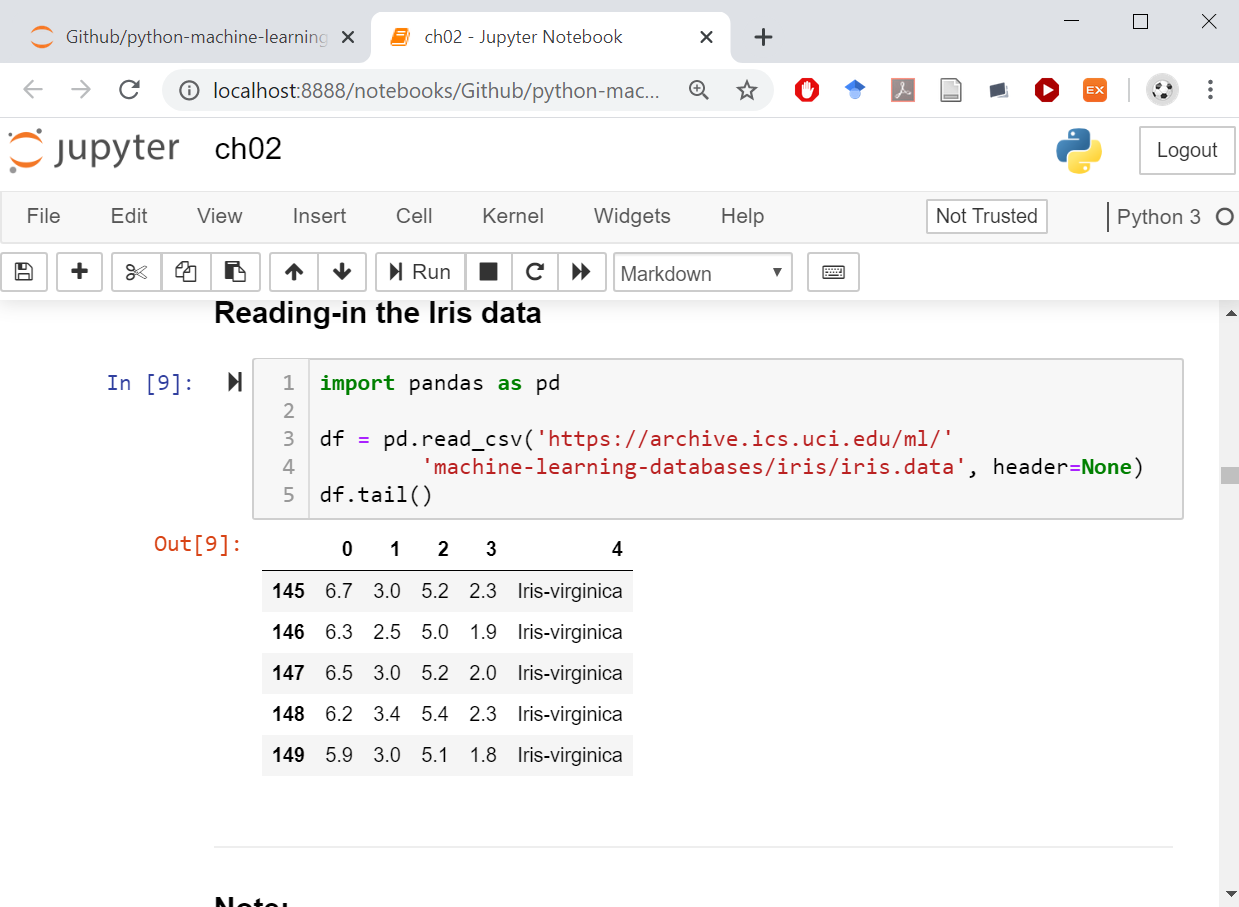 Github/python-machine-learning
ch02 - Jupyter Notebook
localhost:8888/notebooks/Github/python-mac...
EX
jupyter ch02
Logout
File Edit View Insert Cell Kernel Widgets Help Not Trusted Python 3
Run Markdown
Reading-in the Iris data
In [9]:
1 import pandas as pd
2
3 df = pd.read_csv('https://archive.ics.uci.edu/ml/'
4 'machine-learning-databases/iris/iris.data', header=None)
5 df.tail()
Out[9]:
0 1 2 3 4
145 6.7 3.0 5.2 2.3 Iris-virginica
146 6.3 2.5 5.0 1.9 Iris-virginica
147 6.5 3.0 5.2 2.0 Iris-virginica
148 6.2 3.4 5.4 2.3 Iris-virginica
149 5.9 3.0 5.1 1.8 Iris-virginica
Note: